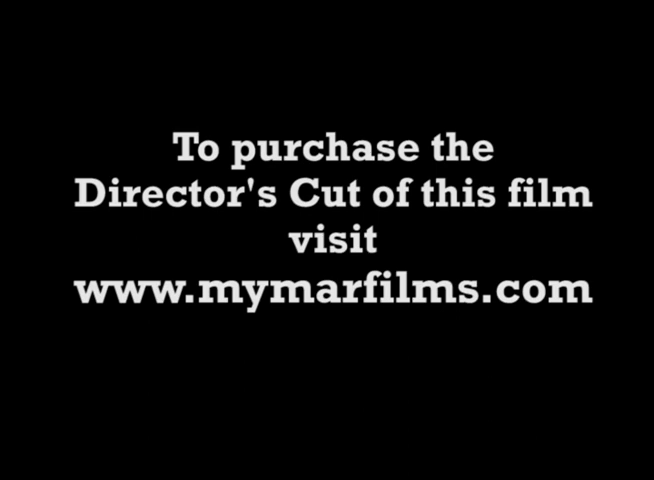 To purchase the
Director's Cut of this film
visit
www.mymarfilms.com